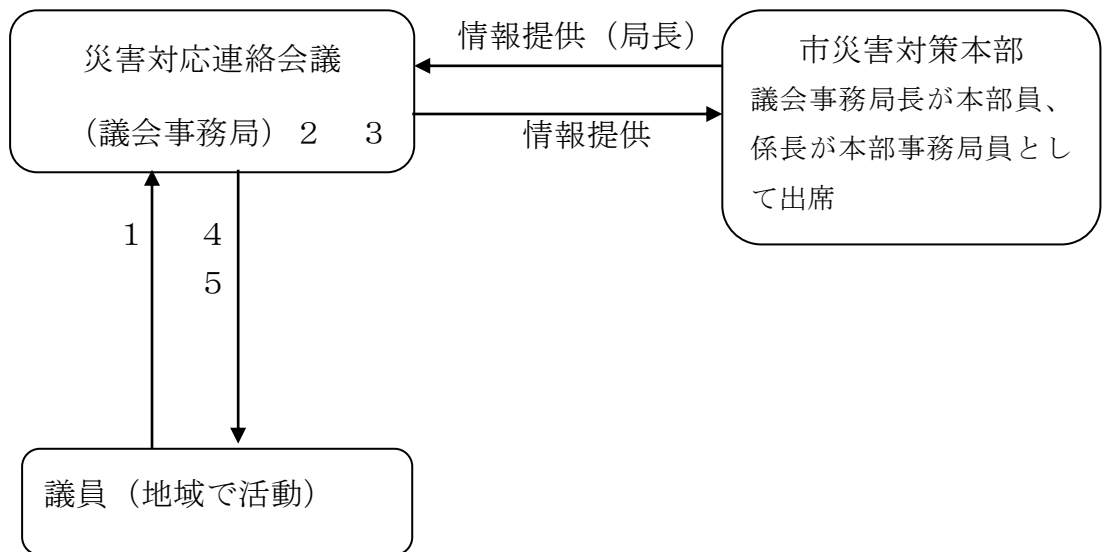 災害対応連絡会議
(議会事務局)２　３
情報提供（局長）
情報提供
市災害対策本部
議会事務局長が本部員、
係長が本部事務局員とし
て出席
１
４
５
議員（地域で活動）